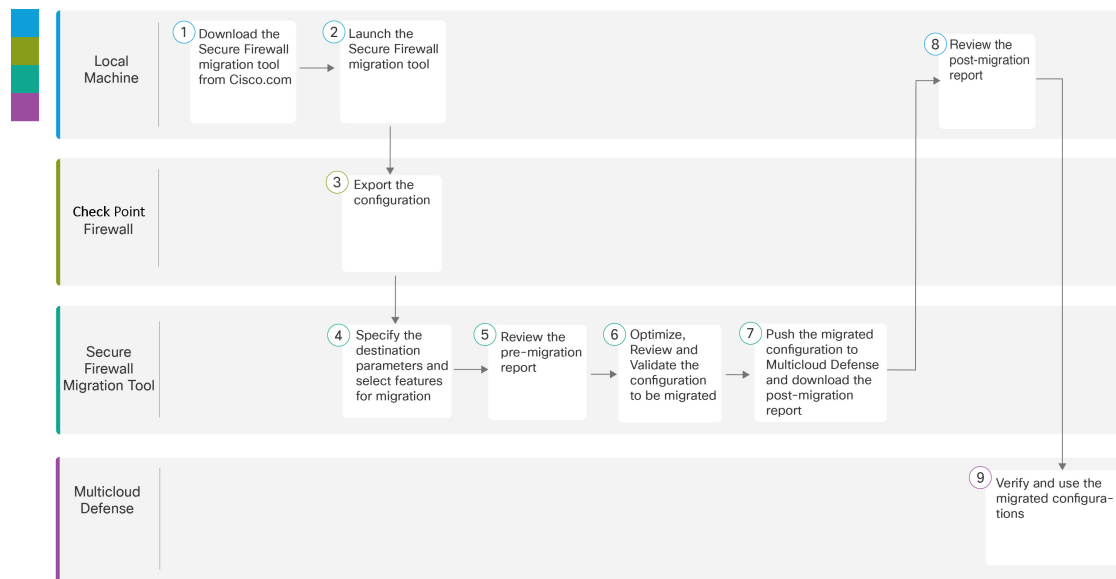 Local
Machine
1
Download the
Secure Firewall
migration tool
from Cisco.com
2
Launch the
Secure Firewall
migration tool
8
Review the
post-migration
report
Check Point
Firewall
3
Export the
configuration
Secure
Firewall
Migration Tool
4
Specify the
destination
parameters and
select features
for migration
5
Review the
pre-migration
report
6
Optimize,
Review and
Validate the
configuration
to be migrated
7
Push the migrated
configuration to
Multicloud Defense
and download the
post-migration
report
Multicloud
Defense
9
Verify and use the
migrated configura-
tions